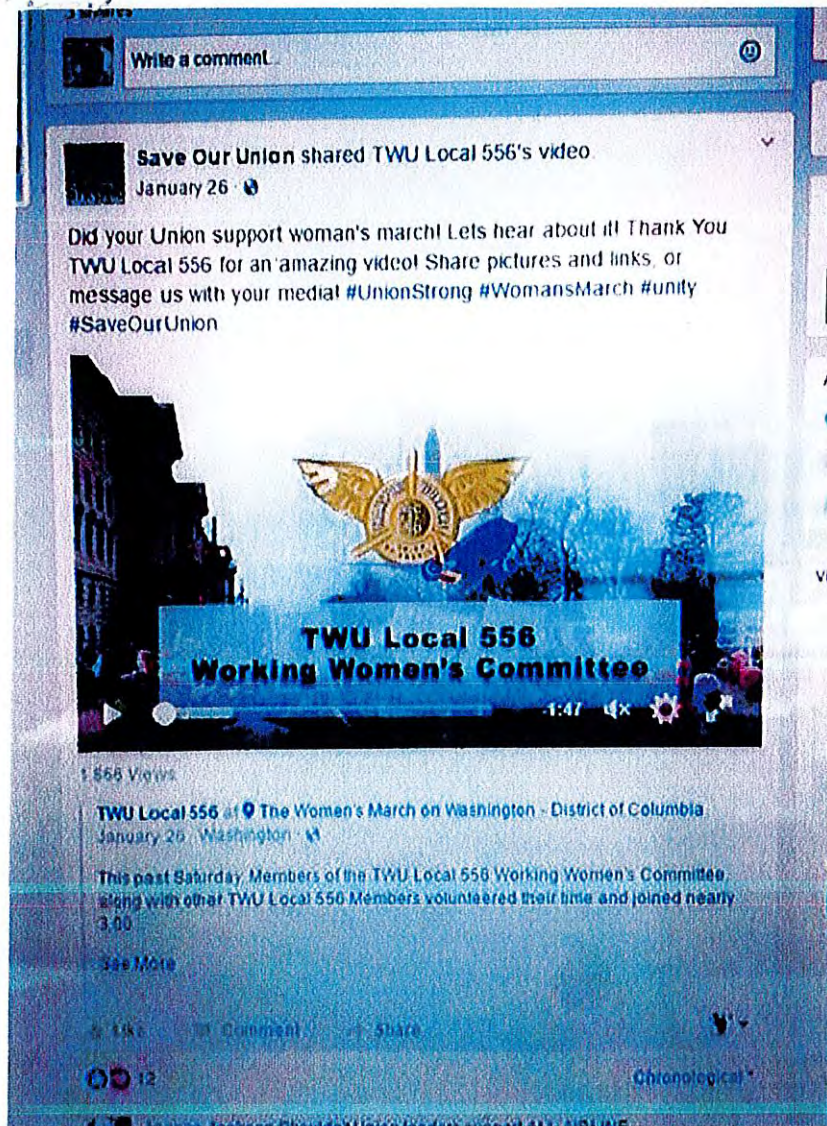 Write a comment...
Save Our Union shared TWU Local 556's video.
January 26
Did your Union support woman's march! Lets hear about it! Thank You
TWU Local 556 for an amazing video! Share pictures and links, or
message us with your media! #UnionStrong #WomansMarch #unity
#SaveOurUnion
TWU Local 556
Working Women's Committee
-1:47
Views
TWU Local 556 at The Women's March on Washington - District of Columbia
January 26 · Washington
This past Saturday, Members of the TWU Local 556 Working Women's Committee,
along with other TWU Local 556 Members volunteered their time and joined nearly
3,00
See More
Like Comment Share
12
Chronological